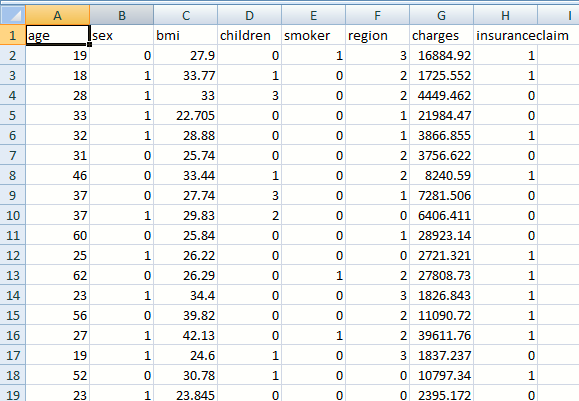 A B C D E F G H I
1 age sex bmi children smoker region charges insuranceclaim
2 19 0 27.9 0 1 3 16884.92 1
3 18 1 33.77 1 0 2 1725.552 1
4 28 1 33 3 0 2 4449.462 0
5 33 1 22.705 0 0 1 21984.47 0
6 32 1 28.88 0 0 1 3866.855 1
7 31 0 25.74 0 0 2 3756.622 0
8 46 0 33.44 1 0 2 8240.59 1
9 37 0 27.74 3 0 1 7281.506 0
10 37 1 29.83 2 0 0 6406.411 0
11 60 0 25.84 0 0 1 28923.14 0
12 25 1 26.22 0 0 0 2721.321 1
13 62 0 26.29 0 1 2 27808.73 1
14 23 1 34.4 0 0 3 1826.843 1
15 56 0 39.82 0 0 2 11090.72 1
16 27 1 42.13 0 1 2 39611.76 1
17 19 1 24.6 1 0 3 1837.237 0
18 52 0 30.78 1 0 0 10797.34 1
19 23 1 23.845 0 0 0 2395.172 0